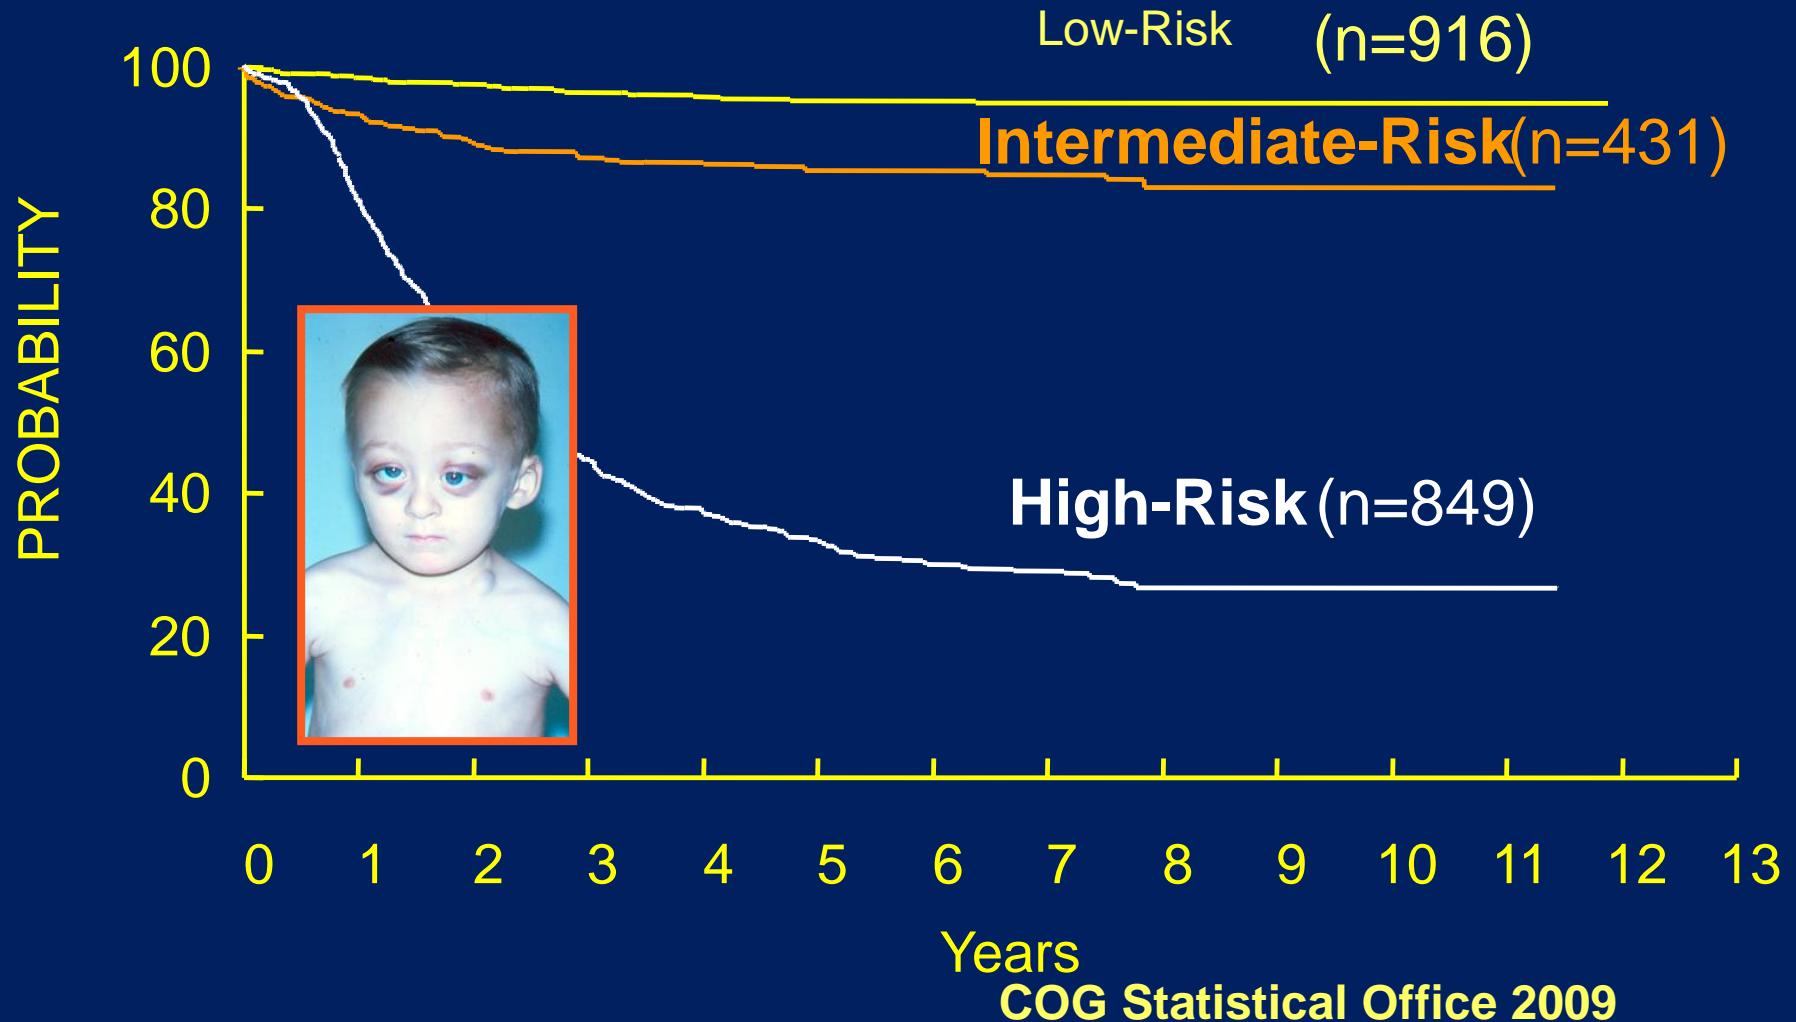 Low-Risk (n=916)
100
Intermediate-Risk(n=431)
80
PROBABILITY
60
40
High-Risk (n=849)
20
0
0 1 2 3 4 5 6 7 8 9 10 11 12 13
Years
COG Statistical Office 2009